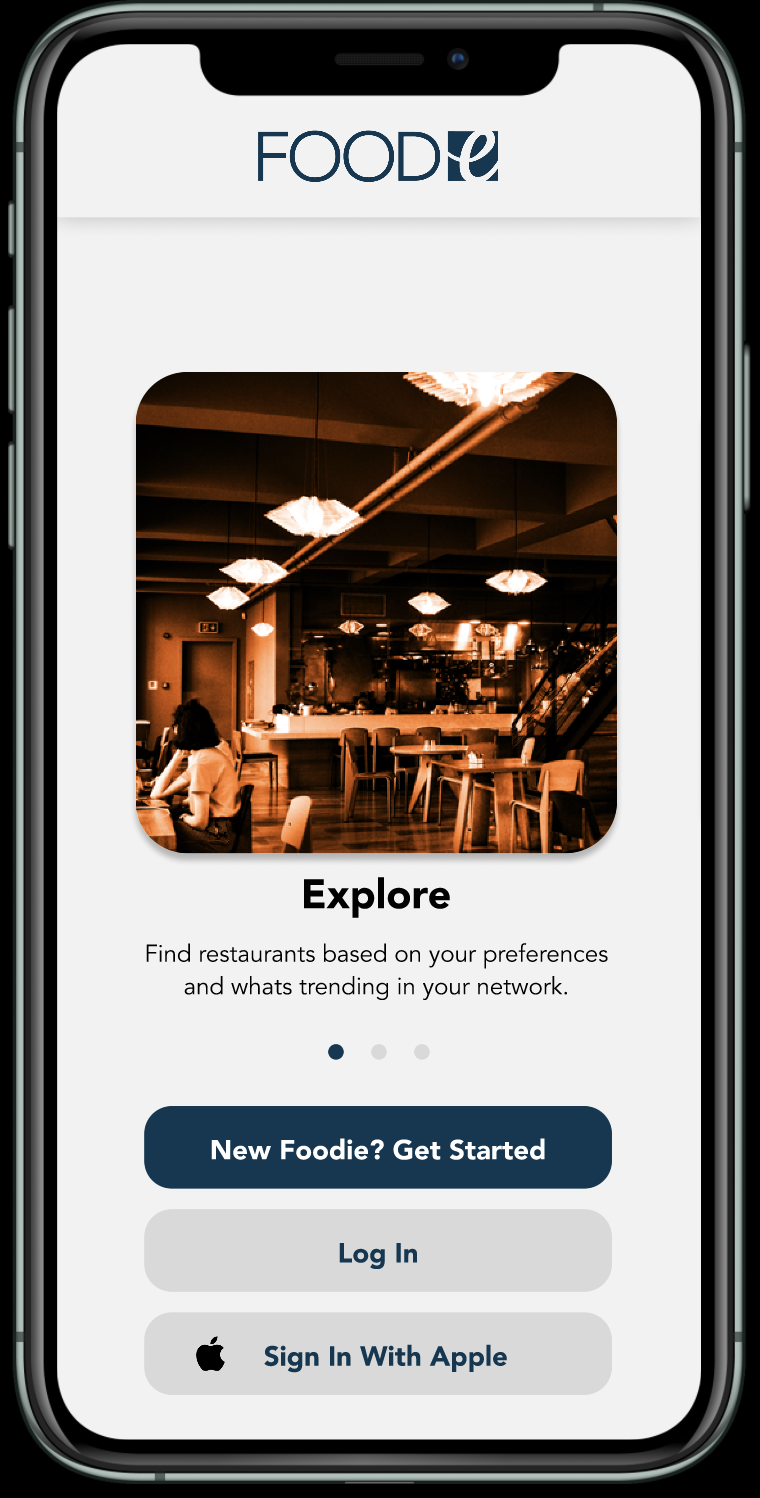 FOODe
Explore
Find restaurants based on your preferences
and whats trending in your network.
New Foodie? Get Started
Log In
Sign In With Apple